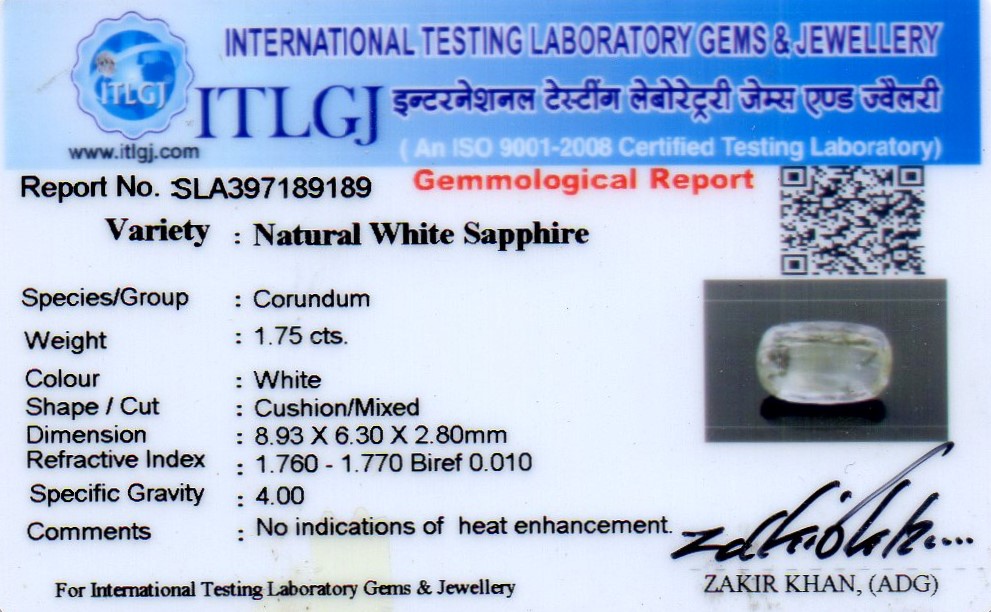 INTERNATIONAL TESTING LABORATORY GEMS & JEWELLERY
ITLGJ
ITLGJ इन्टरनेशनल टेस्टींग लेबोरेट्री जेम्स एण्ड ज्वैलरी
www.itlgj.com
( An ISO 9001-2008 Certified Testing Laboratory)
Report No. :SLA397189189
Gemmological Report
Variety : Natural White Sapphire
Species/Group : Corundum
Weight : 1.75 cts.
Colour : White
Shape / Cut : Cushion/Mixed
Dimension : 8.93 X 6.30 X 2.80mm
Refractive Index : 1.760 - 1.770 Biref 0.010
Specific Gravity : 4.00
Comments : No indications of heat enhancement.
For International Testing Laboratory Gems & Jewellery
ZAKIR KHAN, (ADG)